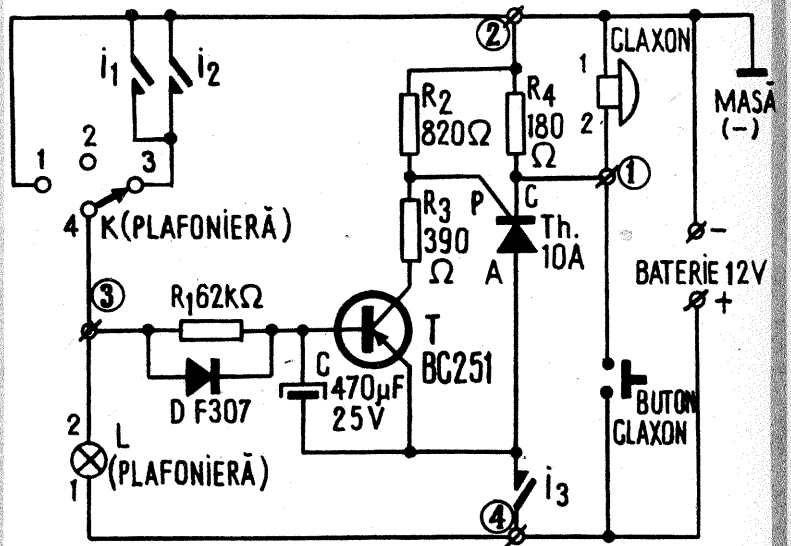 2
CLAXON
i1
i2
1
R2
820Ω
R4
180
Ω
MASĂ
(−)
2
2
1
3
1
P
C
4
K(PLAFONIERĂ)
R3
390
Ω
Th.
10A
A
−
BATERIE 12V
+
3
R1 62KΩ
T
BC251
C
470µF
25V
D F307
BUTON
CLAXON
2
L
(PLAFONIERĂ)
1
i3
4